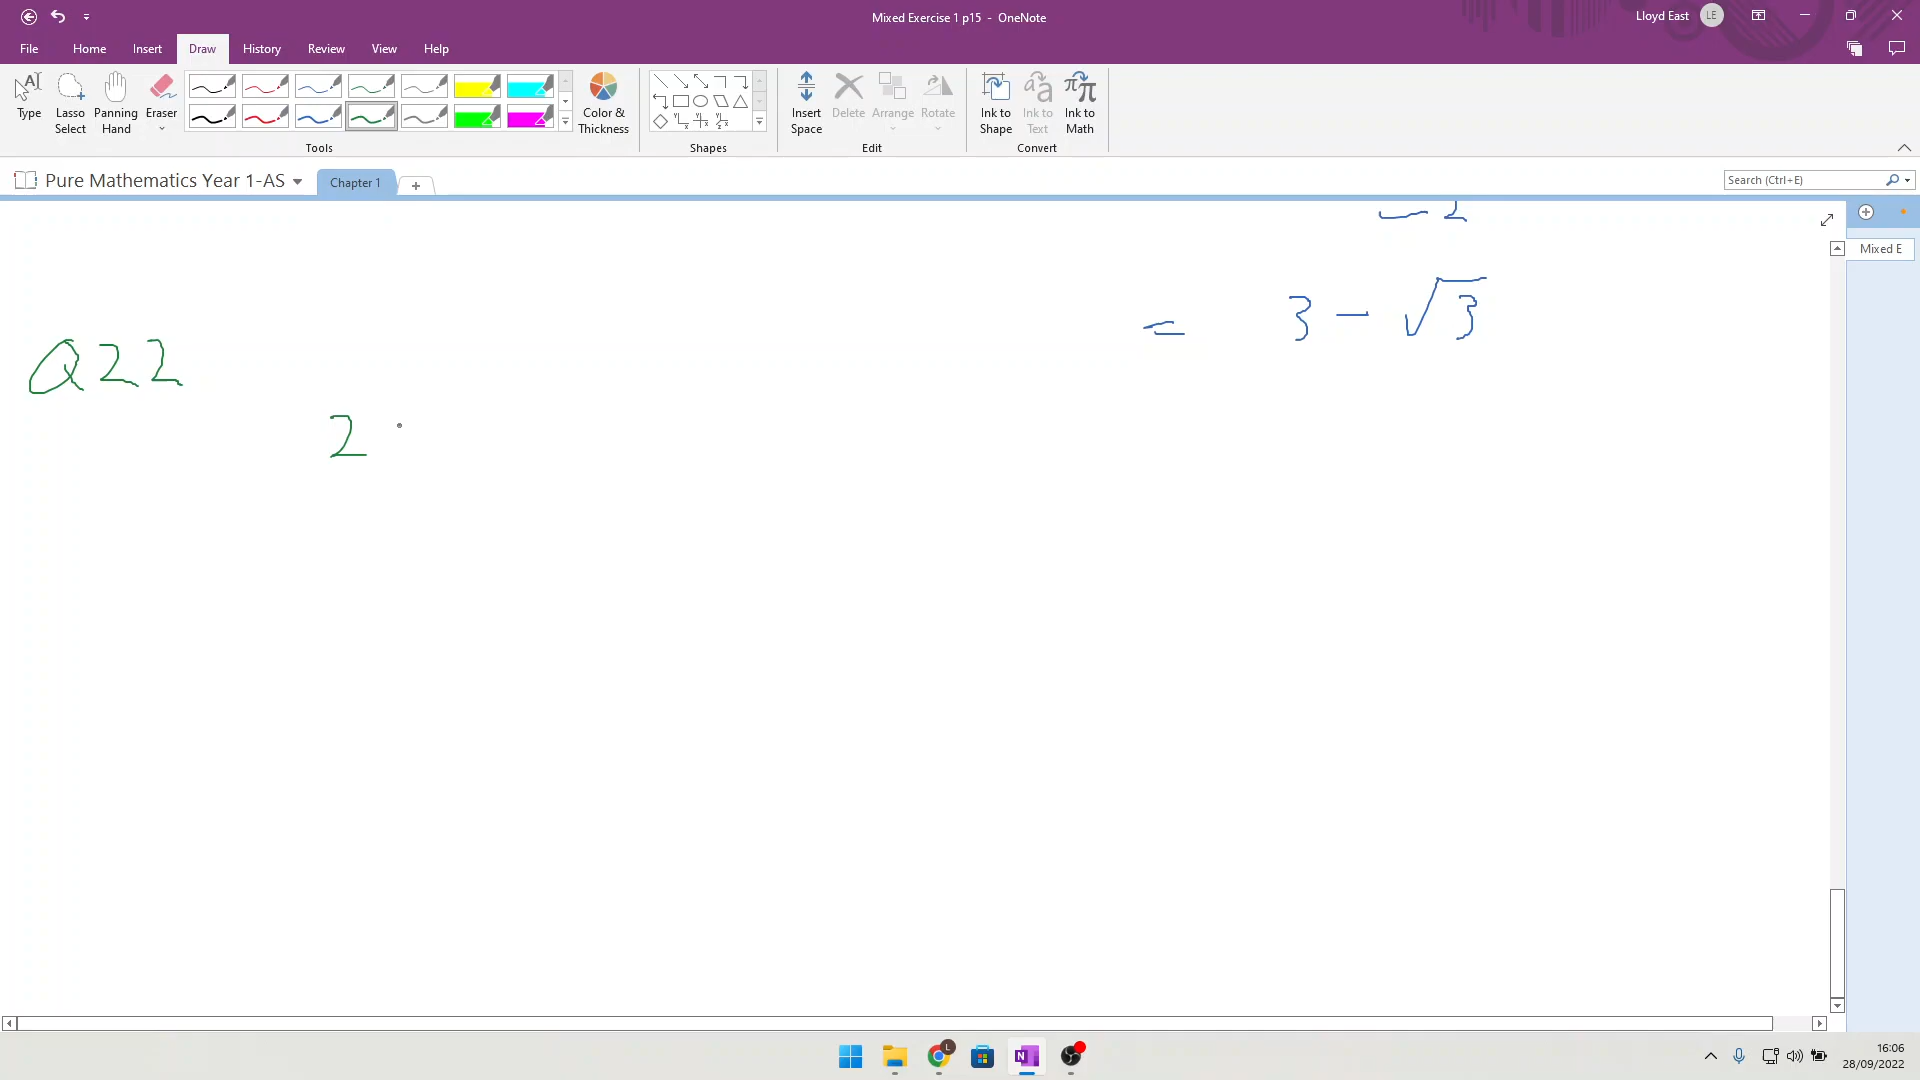 Mixed Exercise 1 p15 - OneNote
Lloyd East LE
File Home Insert Draw History Review View Help
Type
Lasso Select
Panning Hand
Eraser
Color & Thickness
Insert Space
Delete
Arrange
Rotate
Ink to Shape
Ink to Text
Ink to Math
Tools
Shapes
Edit
Convert
Pure Mathematics Year 1-AS
Chapter 1
Search (Ctrl+E)
Mixed E
= 3 - √3
Q22
2
L
N
16:06
28/09/2022